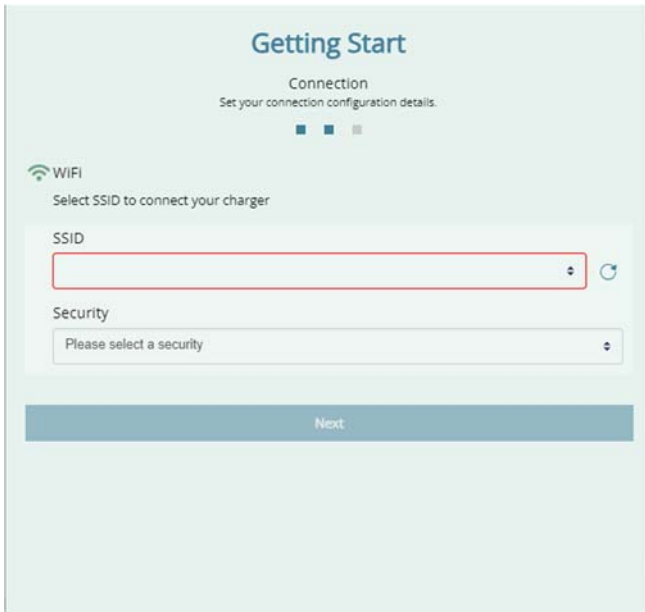 Getting Start
Connection
Set your connection configuration details.
WiFi
Select SSID to connect your charger
SSID
Security
Please select a security
Next